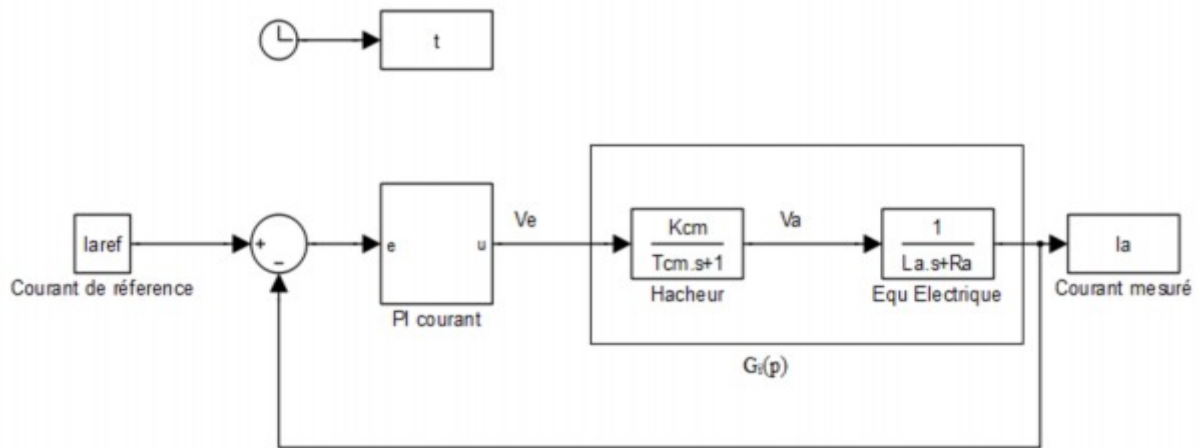 t
Iaref
Courant de réference
+
−
e
u
PI courant
Ve
Kcm
Tcm.s+1
Hacheur
Va
1
La.s+Ra
Equ Electrique
Ia
Courant mesuré
Gi(p)